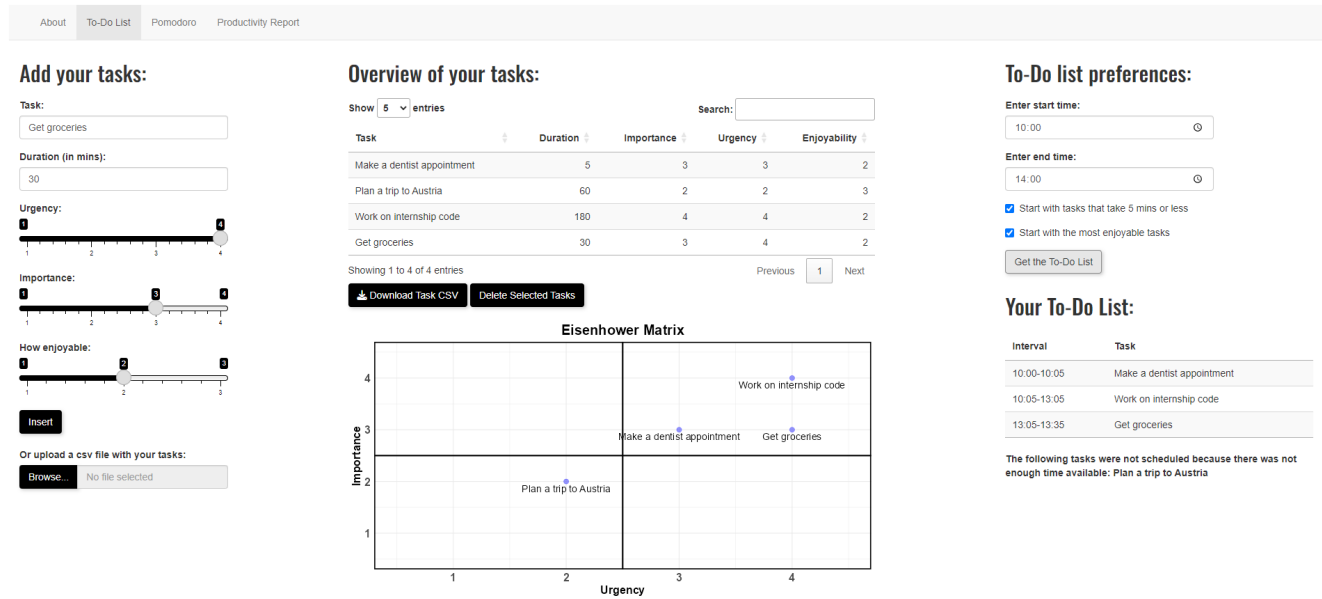 About To-Do List Pomodoro Productivity Report
Add your tasks:
Task:
Get groceries
Duration (in mins):
30
Urgency:
1 4
1 2 3 4
Importance:
1 3 4
1 2 3 4
How enjoyable:
1 2 3
1 2 3
Insert
Or upload a csv file with your tasks:
Browse... No file selected
Overview of your tasks:
Show 5 entries Search:
Task Duration Importance Urgency Enjoyability
Make a dentist appointment 5 3 3 2
Plan a trip to Austria 60 2 2 3
Work on internship code 180 4 4 2
Get groceries 30 3 4 2
Showing 1 to 4 of 4 entries Previous 1 Next
Download Task CSV Delete Selected Tasks
Eisenhower Matrix
4
Work on internship code
3
Make a dentist appointment Get groceries
Importance
2
Plan a trip to Austria
1
1 2 3 4
Urgency
To-Do list preferences:
Enter start time:
10:00
Enter end time:
14:00
Start with tasks that take 5 mins or less
Start with the most enjoyable tasks
Get the To-Do List
Your To-Do List:
Interval Task
10:00-10:05 Make a dentist appointment
10:05-13:05 Work on internship code
13:05-13:35 Get groceries
The following tasks were not scheduled because there was not
enough time available: Plan a trip to Austria